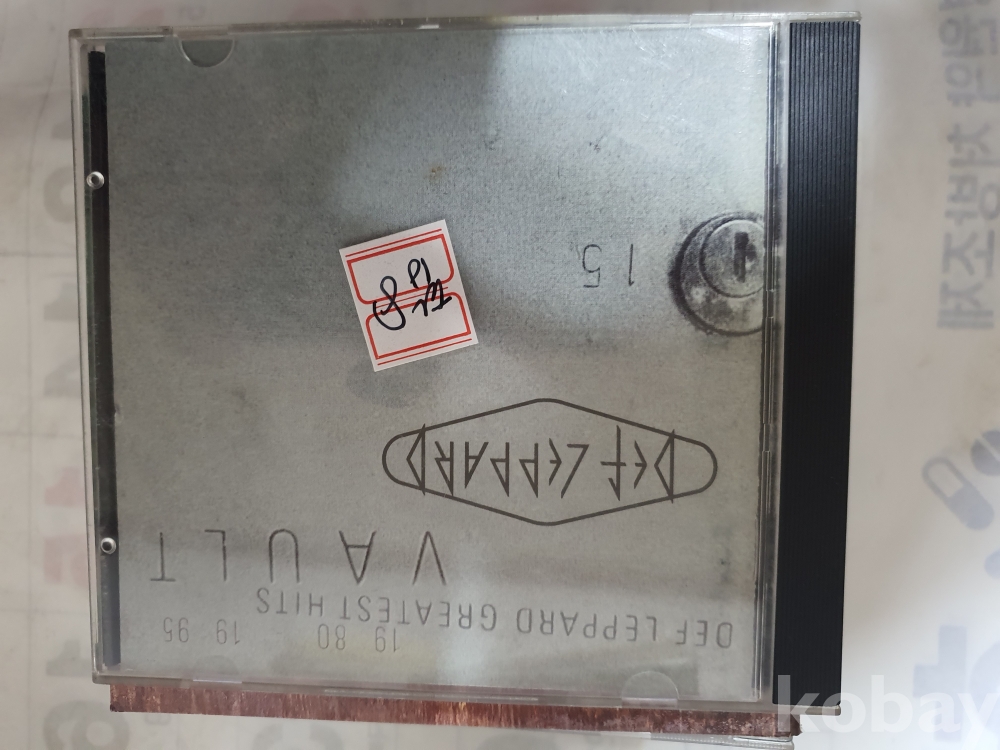 19 80 19 95
DEF LEPPARD GREATEST HITS
VAULT
DEF LEPPARD
15
kobay